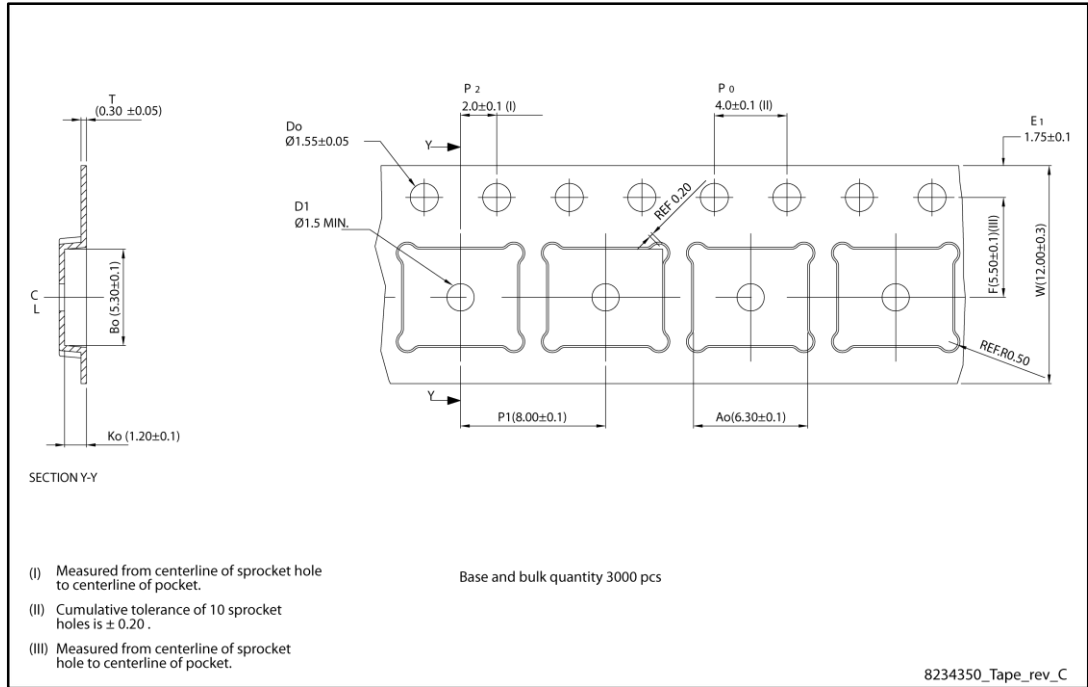 T
(0.30 ±0.05)
P 2
2.0±0.1 (I)
P 0
4.0±0.1 (II)
E 1
1.75±0.1
Do
Ø1.55±0.05
Y
D1
Ø1.5 MIN.
REF 0.20
F(5.50±0.1)(III)
W(12.00±0.3)
C
L
Bo (5.30±0.1)
REF.R0.50
Y
P1(8.00±0.1)
Ao(6.30±0.1)
Ko (1.20±0.1)
SECTION Y-Y
(I) Measured from centerline of sprocket hole
to centerline of pocket.
Base and bulk quantity 3000 pcs
(II) Cumulative tolerance of 10 sprocket
holes is ± 0.20 .
(III) Measured from centerline of sprocket
hole to centerline of pocket.
8234350_Tape_rev_C